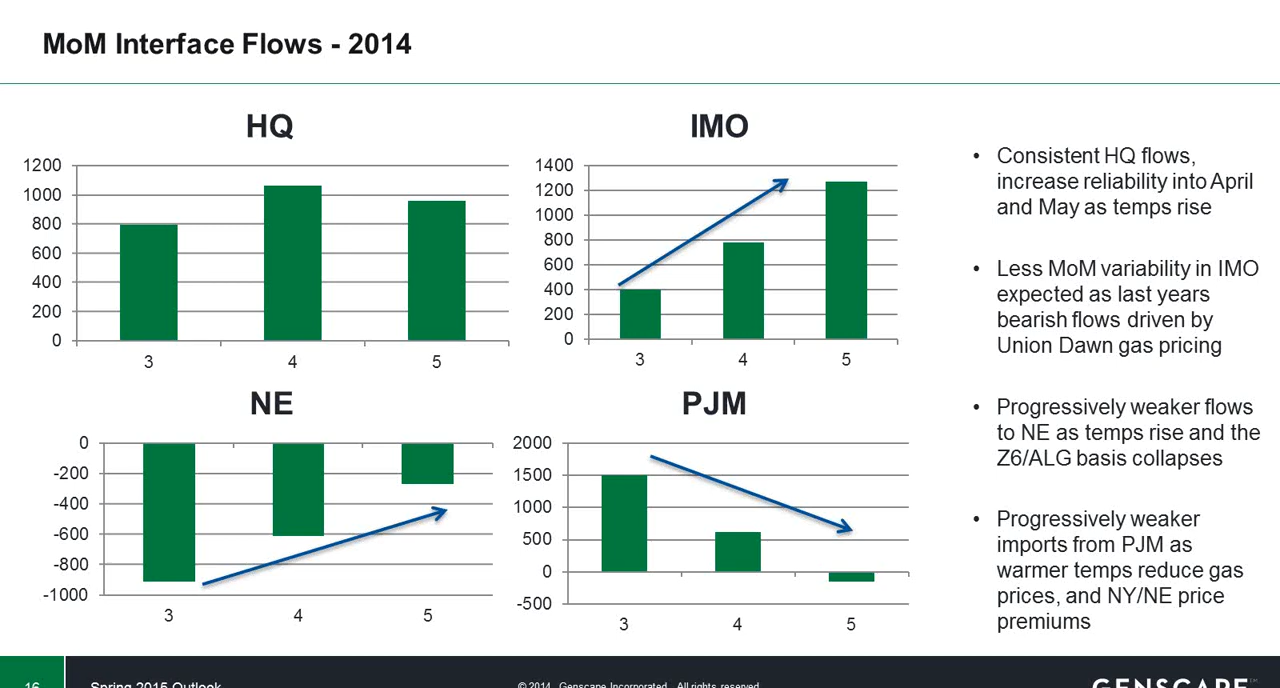 MoM Interface Flows - 2014
HQ
1200
1000
800
600
400
200
0
3 4 5
IMO
1400
1200
1000
800
600
400
200
0
3 4 5
NE
0
-200
-400
-600
-800
-1000
3 4 5
PJM
2000
1500
1000
500
0
-500
3 4 5
• Consistent HQ flows,
increase reliability into April
and May as temps rise
• Less MoM variability in IMO
expected as last years
bearish flows driven by
Union Dawn gas pricing
• Progressively weaker flows
to NE as temps rise and the
Z6/ALG basis collapses
• Progressively weaker
imports from PJM as
warmer temps reduce gas
prices, and NY/NE price
premiums
16
Spring 2015 Outlook
© 2014 Genscape Incorporated. All rights reserved
GENSCAPE™